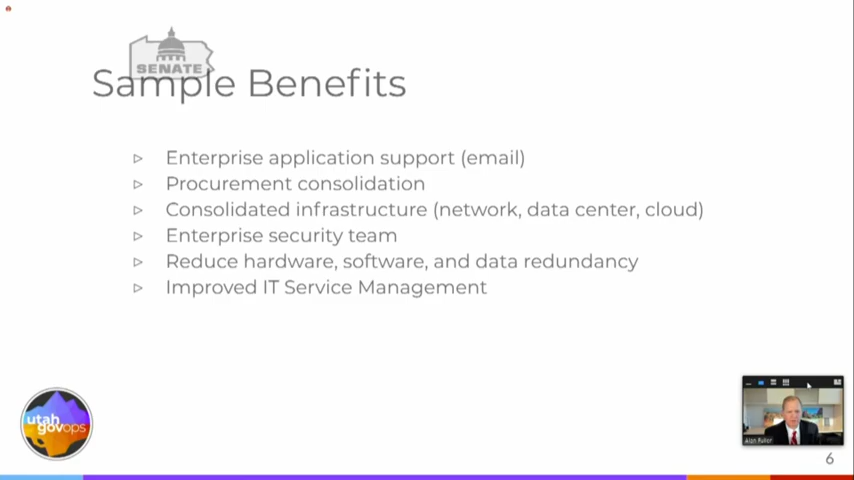 SENATE
Sample Benefits
Enterprise application support (email)
Procurement consolidation
Consolidated infrastructure (network, data center, cloud)
Enterprise security team
Reduce hardware, software, and data redundancy
Improved IT Service Management
utah
govops
Alan Fuller
6